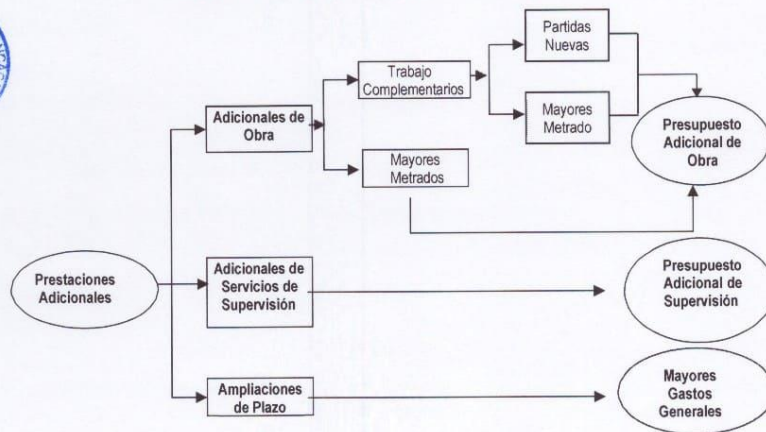 Partidas
Nuevas
Trabajo
Complementarios
Adicionales de
Obra
Mayores
Metrado
Presupuesto
Adicional de
Obra
Mayores
Metrados
Prestaciones
Adicionales
Adicionales de
Servicios de
Supervisión
Presupuesto
Adicional de
Supervisión
Ampliaciones
de Plazo
Mayores
Gastos
Generales